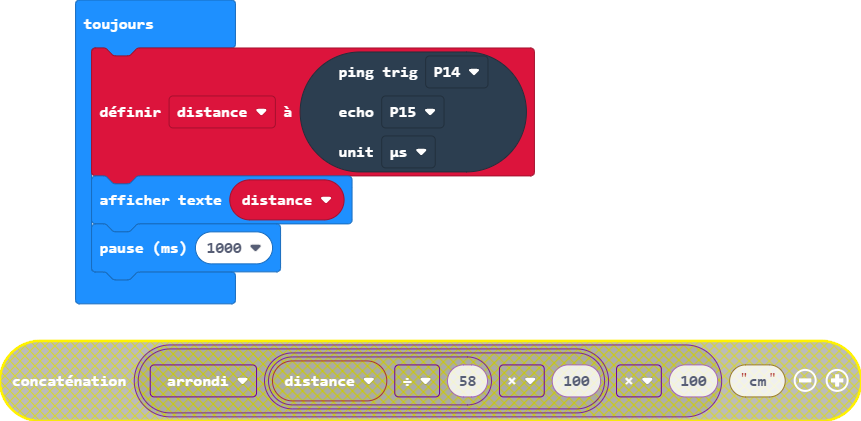 toujours
ping trig P14
définir distance à echo P15
unit µs
afficher texte distance
pause (ms) 1000
concaténation arrondi distance ÷ 58 × 100 × 100 "cm"